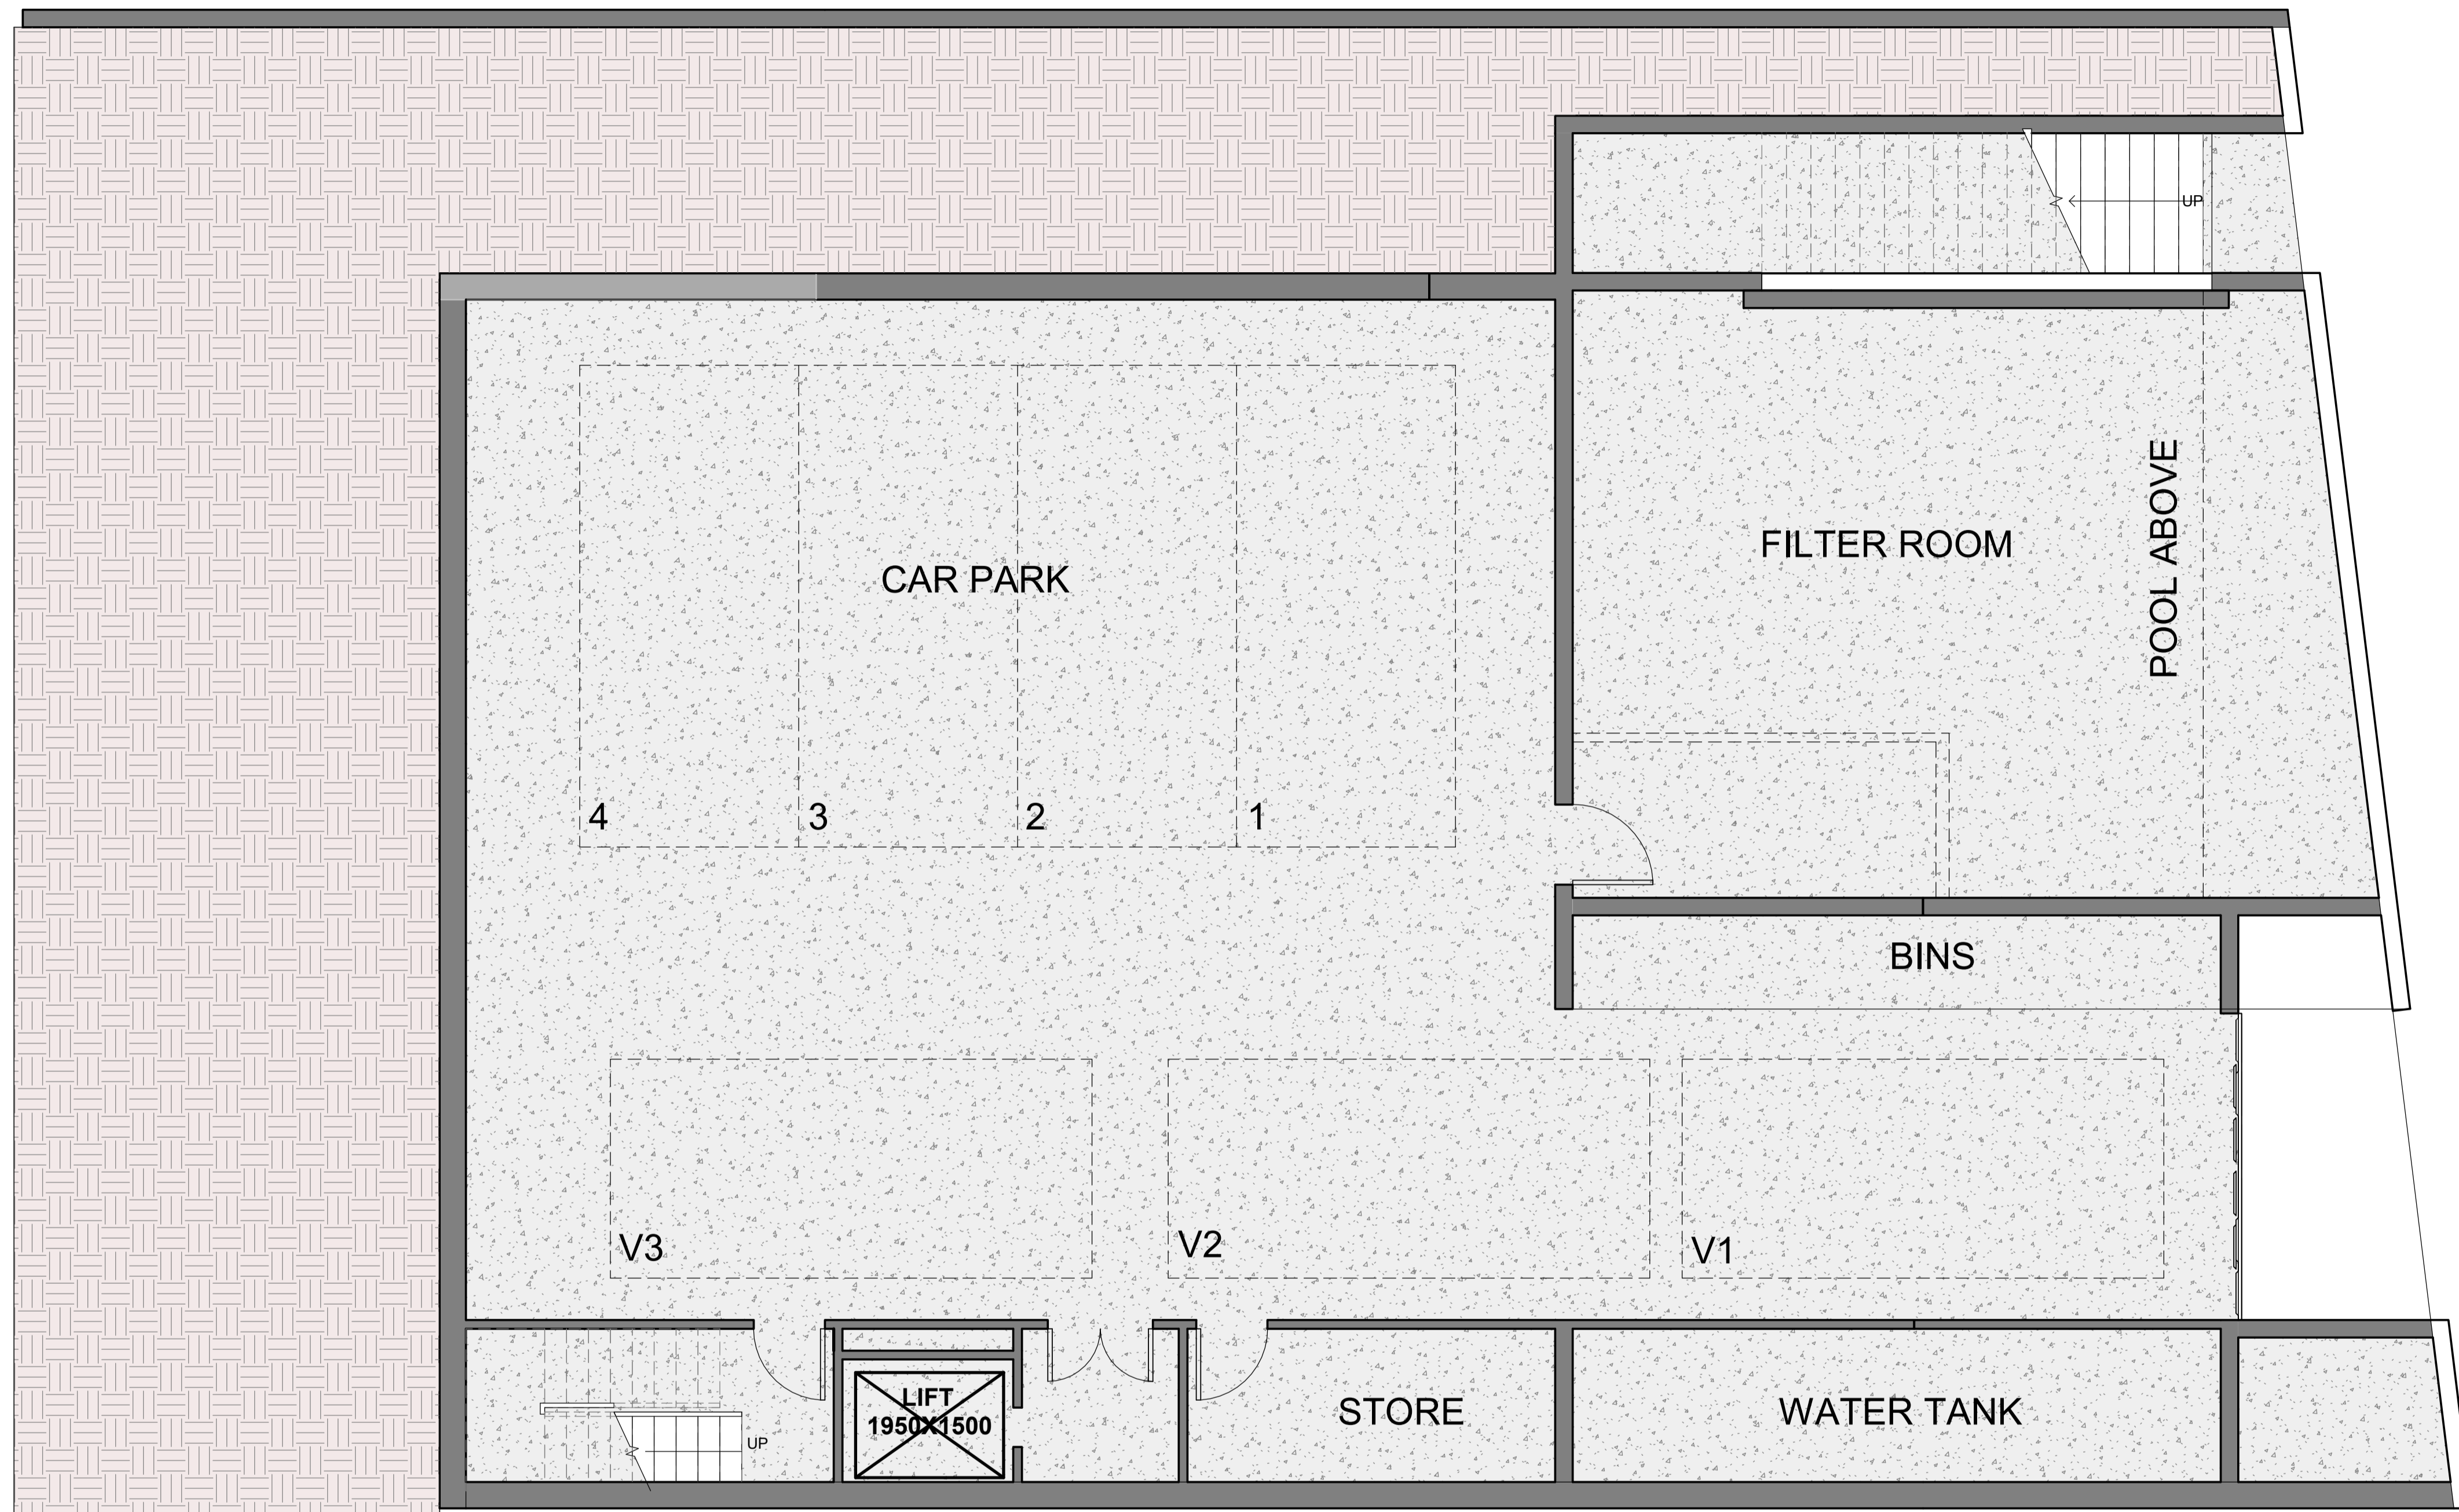 UP
POOL ABOVE
FILTER ROOM
CAR PARK
4
3
2
1
BINS
V3
V2
V1
LIFT
1950X1500
STORE
WATER TANK
UP